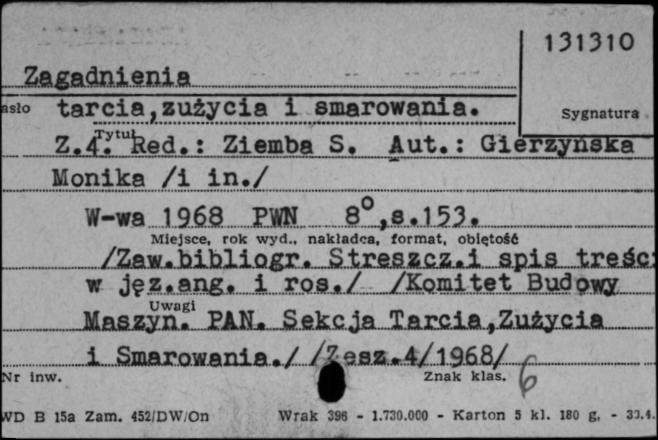 131310
Zagadnienia
asło tarcia,zużycia i smarowania.
Sygnatura
Tytuł
Z.4. Red.: Ziemba S. Aut.: Gierzyńska
Monika /i in./
W-wa 1968 PWN 8°,s.153.
Miejsce, rok wyd., nakładca, format, objętość
/Zaw.bibliogr. Streszcz.i spis treśc
w jęz.ang. i ros./ /Komitet Budowy
Uwagi
Maszyn. PAN. Sekcja Tarcia,Zużycia
i Smarowania./ /Zesz.4/1968/
Nr inw.
Znak klas. 6
WD B 15a Zam. 452/DW/On Wrak 396 - 1.730.000 - Karton 5 kl. 180 g. - 30.4.